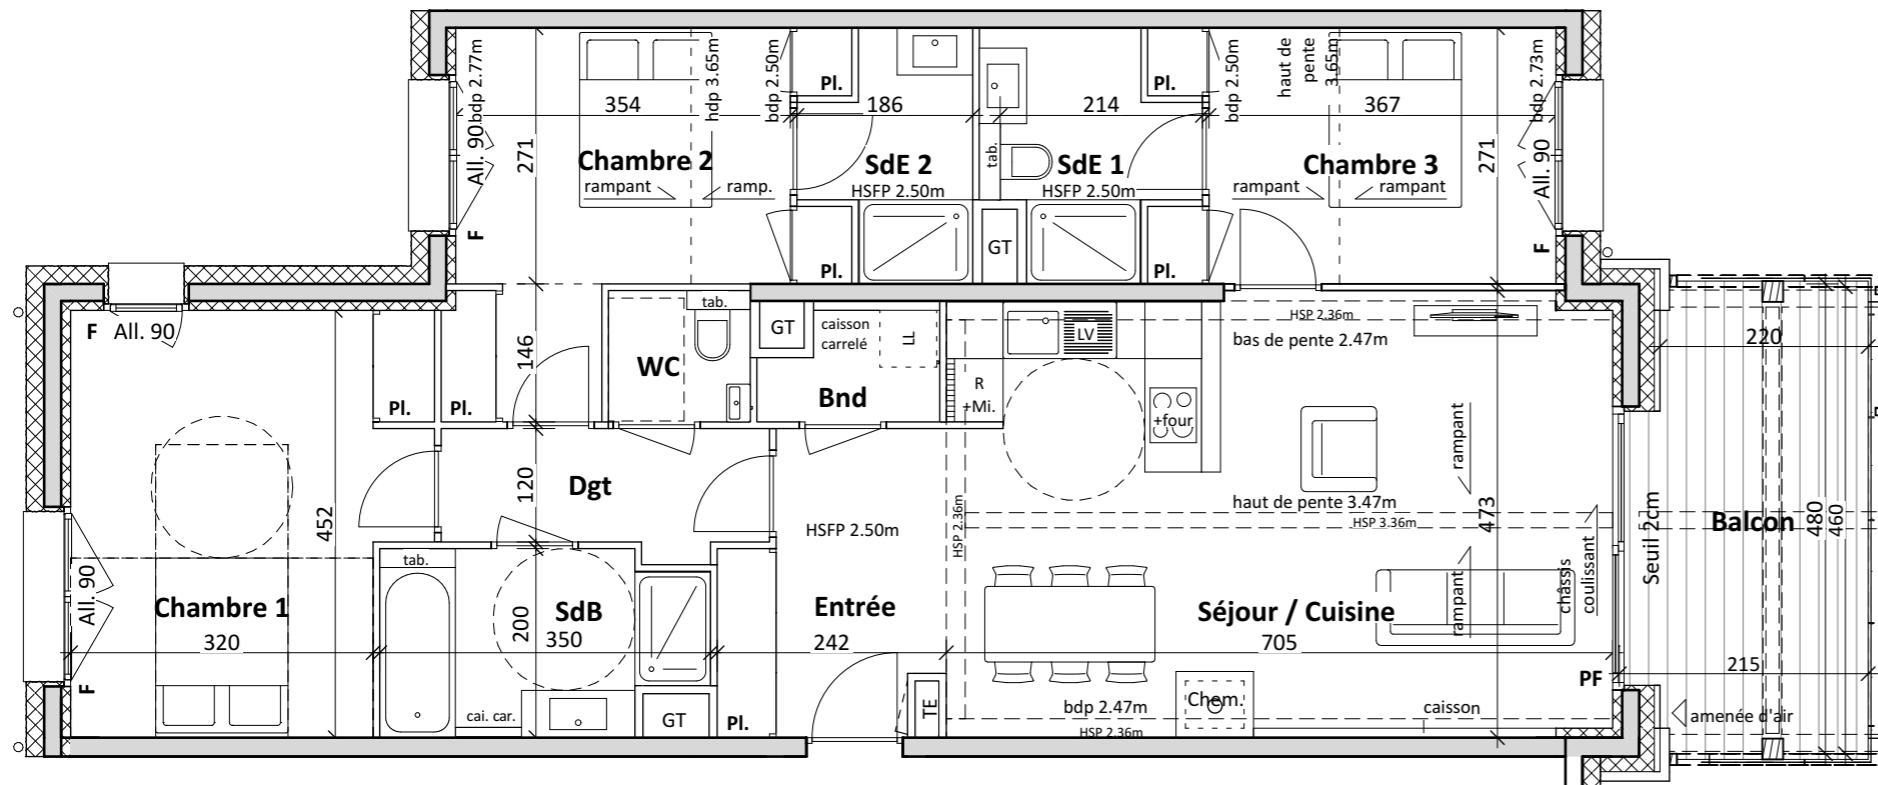 bdp 2.77m
hdp 3.65m
bdp 2.50m
Pl.
Pl.
bdp 2.50m
haut de
pente
3.65m
bdp 2.73m
354
186
214
367
All. 90
271
Chambre 2
SdE 2
tab.
SdE 1
Chambre 3
271
All. 90
rampant
ramp.
HSFP 2.50m
HSFP 2.50m
rampant
rampant
F
Pl.
GT
Pl.
F
F
All. 90
146
tab.
WC
GT
caisson
carrelé
LL
LV
HSP 2.36m
bas de pente 2.47m
220
Pl.
Pl.
Bnd
R
+Mi.
+four
rampant
452
120
Dgt
HSFP 2.50m
HSP 2.36m
haut de pente 3.47m
HSP 3.36m
473
châssis
coulissant
Seuil 2cm
Balcon
480
460
All. 90
tab.
Chambre 1
200
SdB
Entrée
Séjour / Cuisine
rampant
320
350
242
705
215
F
PF
cai. car.
GT
Pl.
TE
bdp 2.47m
Chem.
caisson
amenée d'air
HSP 2.36m